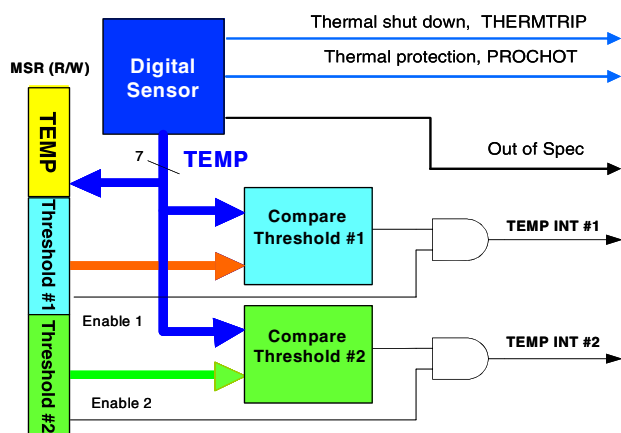 Thermal shut down, THERMTRIP
Thermal protection, PROCHOT
MSR (R/W)
Digital
Sensor
TEMP
7
TEMP
Out of Spec
Threshold #1
Compare
Threshold #1
TEMP INT #1
Enable 1
Threshold #2
Compare
Threshold #2
TEMP INT #2
Enable 2